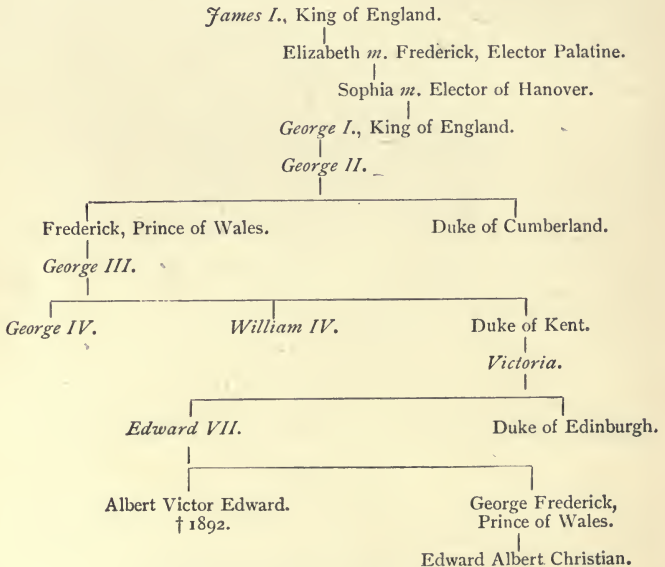 James I., King of England.
Elizabeth m. Frederick, Elector Palatine.
Sophia m. Elector of Hanover.
George I., King of England.
George II.
Frederick, Prince of Wales. Duke of Cumberland.
George III.
George IV. William IV. Duke of Kent.
Victoria.
Edward VII. Duke of Edinburgh.
Albert Victor Edward. George Frederick,
† 1892. Prince of Wales.
Edward Albert Christian.